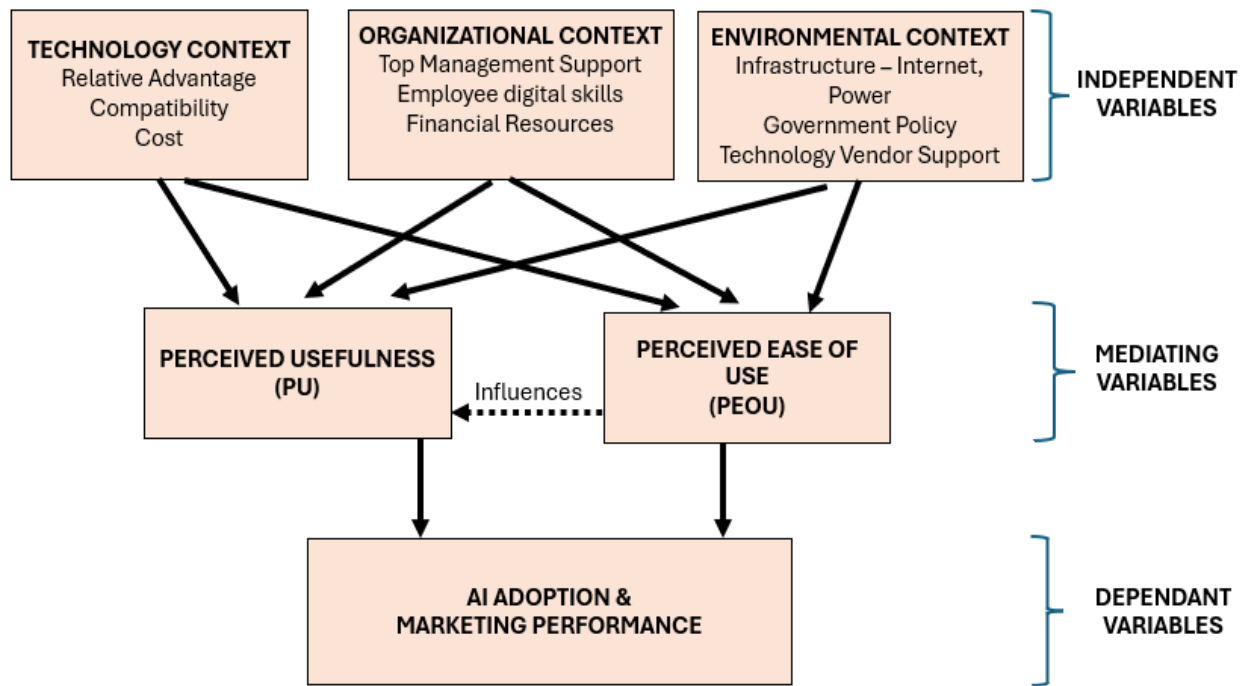 TECHNOLOGY CONTEXT
Relative Advantage
Compatibility
Cost
ORGANIZATIONAL CONTEXT
Top Management Support
Employee digital skills
Financial Resources
ENVIRONMENTAL CONTEXT
Infrastructure – Internet,
Power
Government Policy
Technology Vendor Support
INDEPENDENT
VARIABLES
PERCEIVED USEFULNESS
(PU)
Influences
PERCEIVED EASE OF
USE
(PEOU)
MEDIATING
VARIABLES
AI ADOPTION &
MARKETING PERFORMANCE
DEPENDANT
VARIABLES